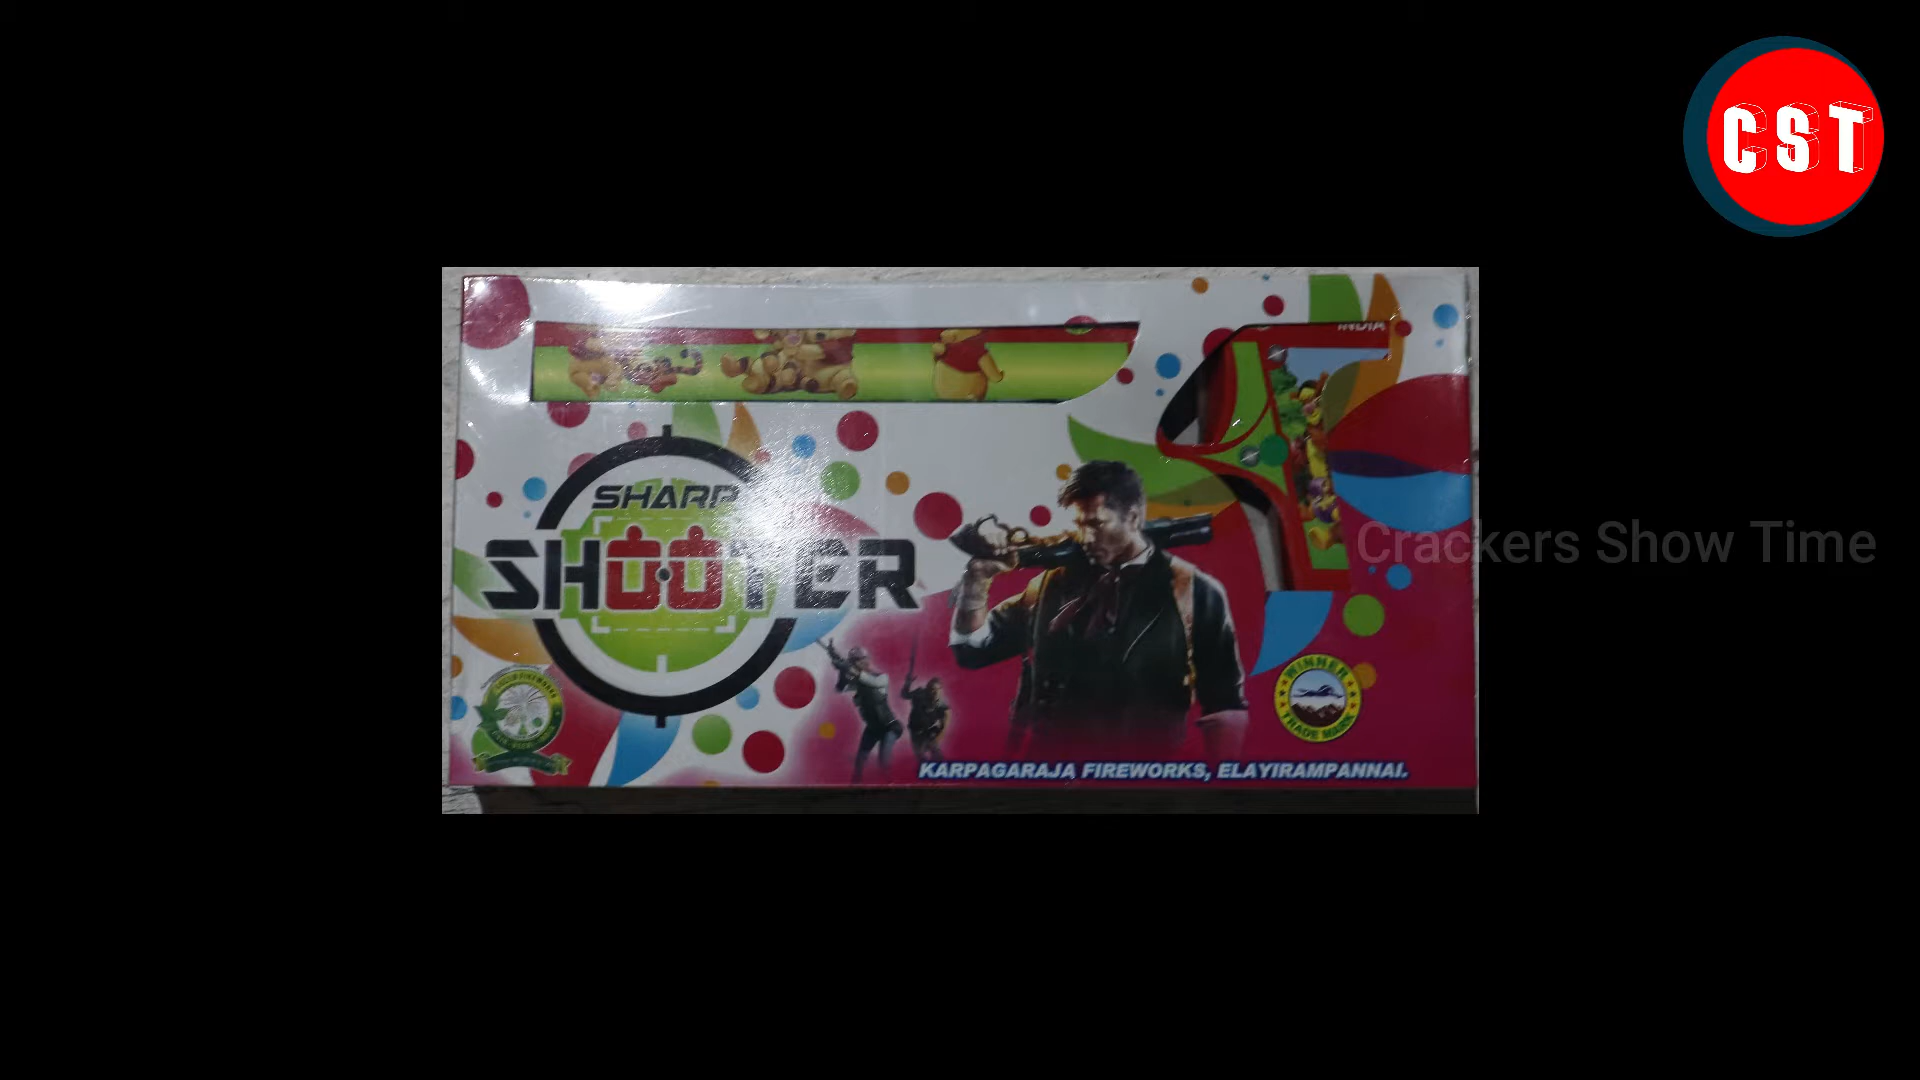 CST
INDIA
SHARP
SHOOTER
Crackers Show Time
WINNER
TRADE MARK
KARPAGARAJA FIREWORKS, ELAYIRAMPANNAI.